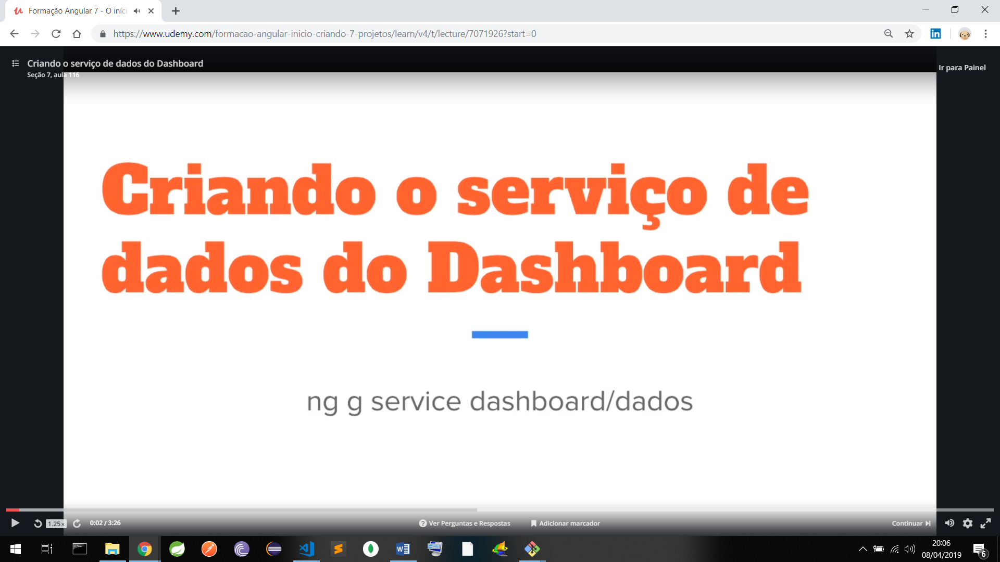 Formação Angular 7 - O iníci
https://www.udemy.com/formacao-angular-inicio-criando-7-projetos/learn/v4/t/lecture/7071926?start=0
Criando o serviço de dados do Dashboard
Seção 7, aula 116
Ir para Painel
Criando o serviço de
dados do Dashboard
ng g service dashboard/dados
1.25x
0:02 / 3:26
Ver Perguntas e Respostas
Adicionar marcador
Continuar
20:06
08/04/2019
6